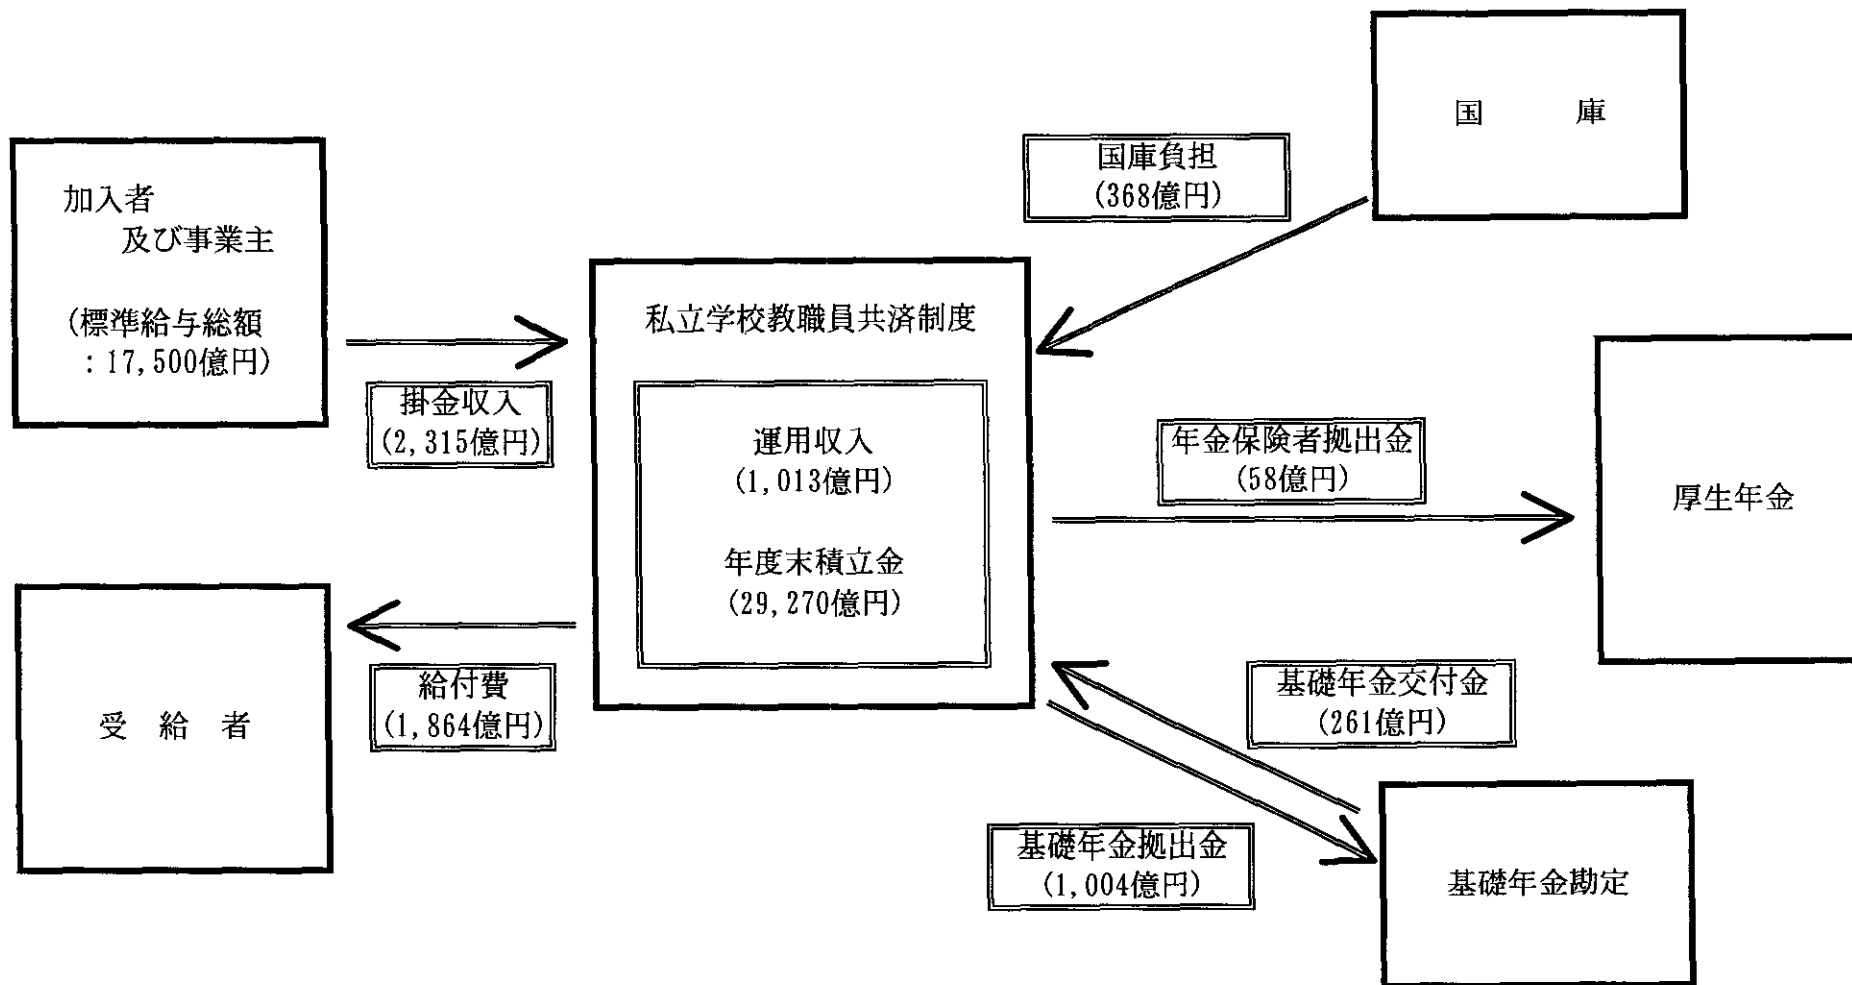 国　　庫
国庫負担
(368億円)
加入者
及び事業主
(標準給与総額
：17,500億円)
掛金収入
(2,315億円)
私立学校教職員共済制度
運用収入
(1,013億円)
年度末積立金
(29,270億円)
年金保険者拠出金
(58億円)
厚生年金
給付費
(1,864億円)
受　給　者
基礎年金交付金
(261億円)
基礎年金拠出金
(1,004億円)
基礎年金勘定